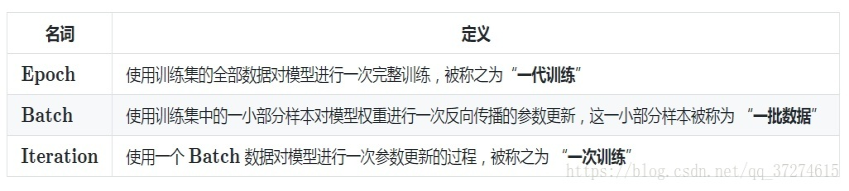 名词 定义
Epoch 使用训练集的全部数据对模型进行一次完整训练，被称之为“一代训练”
Batch 使用训练集中的一小部分样本对模型权重进行一次反向传播的参数更新，这一小部分样本被称为“一批数据”
Iteration 使用一个 Batch 数据对模型进行一次参数更新的过程，被称之为“一次训练”
https://blog.csdn.net/qq_37274615